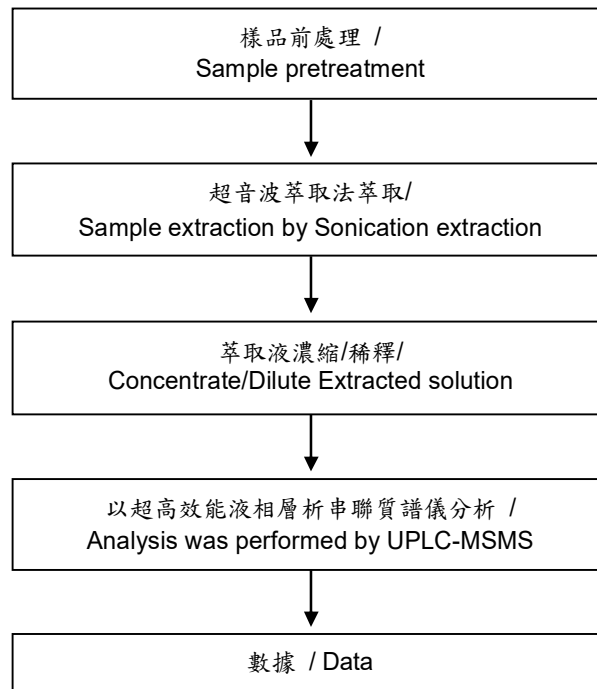 樣品前處理 /
Sample pretreatment
超音波萃取法萃取/
Sample extraction by Sonication extraction
萃取液濃縮/稀釋/
Concentrate/Dilute Extracted solution
以超高效能液相層析串聯質譜儀分析 /
Analysis was performed by UPLC-MSMS
數據 / Data